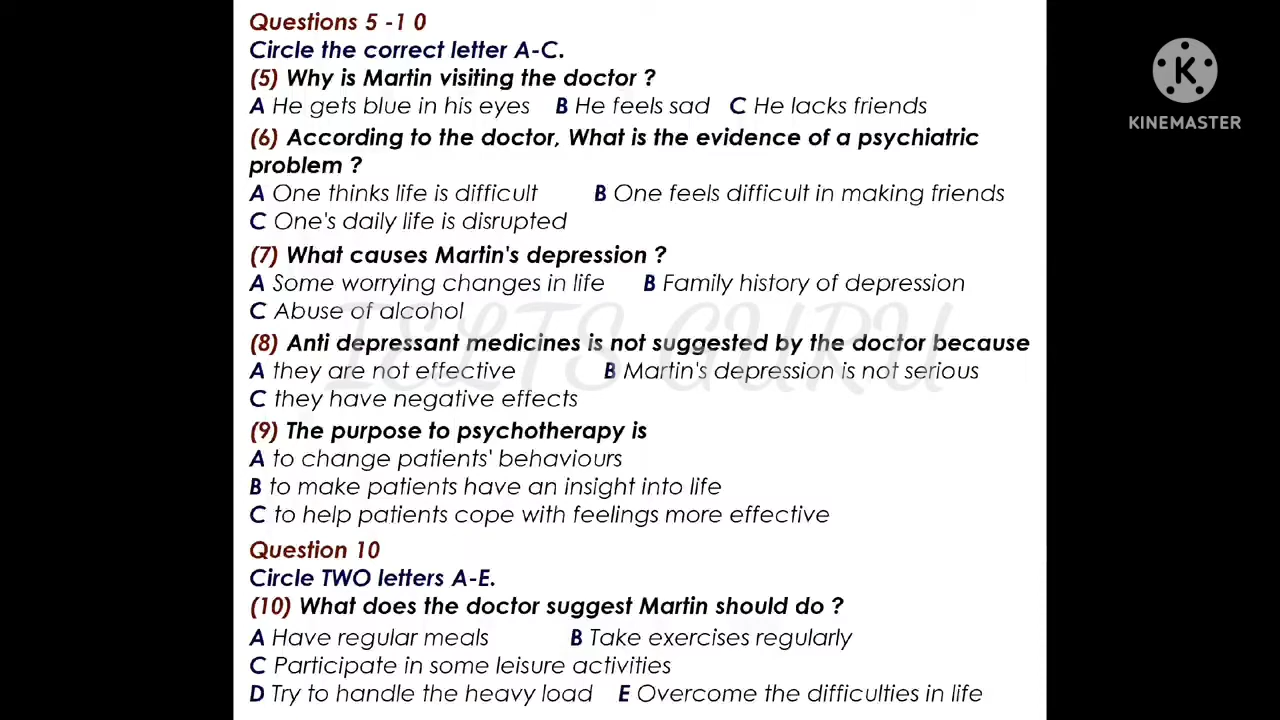 Questions 5 -1 0
Circle the correct letter A-C.
(5) Why is Martin visiting the doctor ?
A He gets blue in his eyes B He feels sad C He lacks friends
(6) According to the doctor, What is the evidence of a psychiatric
problem ?
A One thinks life is difficult B One feels difficult in making friends
C One's daily life is disrupted
(7) What causes Martin's depression ?
A Some worrying changes in life B Family history of depression
C Abuse of alcohol
(8) Anti depressant medicines is not suggested by the doctor because
A they are not effective B Martin's depression is not serious
C they have negative effects
(9) The purpose to psychotherapy is
A to change patients' behaviours
B to make patients have an insight into life
C to help patients cope with feelings more effective
Question 10
Circle TWO letters A-E.
(10) What does the doctor suggest Martin should do ?
A Have regular meals B Take exercises regularly
C Participate in some leisure activities
D Try to handle the heavy load E Overcome the difficulties in life
IELTS GURU
K
KINEMASTER